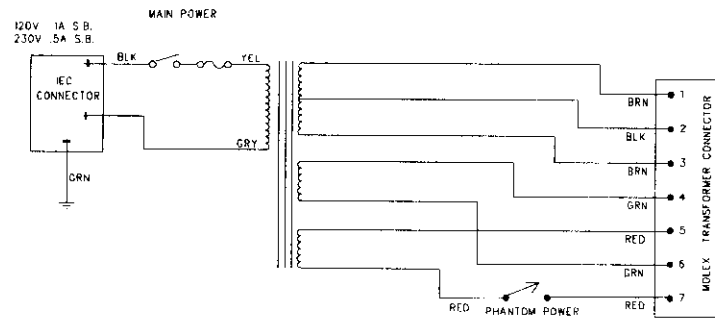 MAIN POWER
120V 1A S.B.
230V .5A S.B.
BLK
YEL
IEC
CONNECTOR
GRY
GRN
BRN
1
BLK
2
BRN
3
GRN
4
RED
5
GRN
6
RED
PHANTOM POWER
RED
7
MOLEX TRANSFORMER CONNECTOR